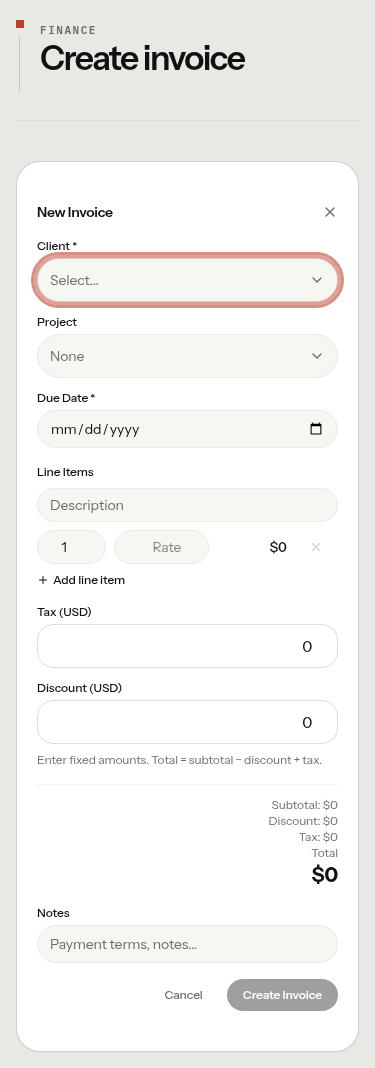 FINANCE
Create invoice
New Invoice
Client *
Select...
Project
None
Due Date *
mm/dd/yyyy
Line Items
Description
1 Rate $0
Add line item
Tax (USD)
0
Discount (USD)
0
Enter fixed amounts. Total = subtotal − discount + tax.
Subtotal: $0
Discount: $0
Tax: $0
Total
$0
Notes
Payment terms, notes...
Cancel Create Invoice